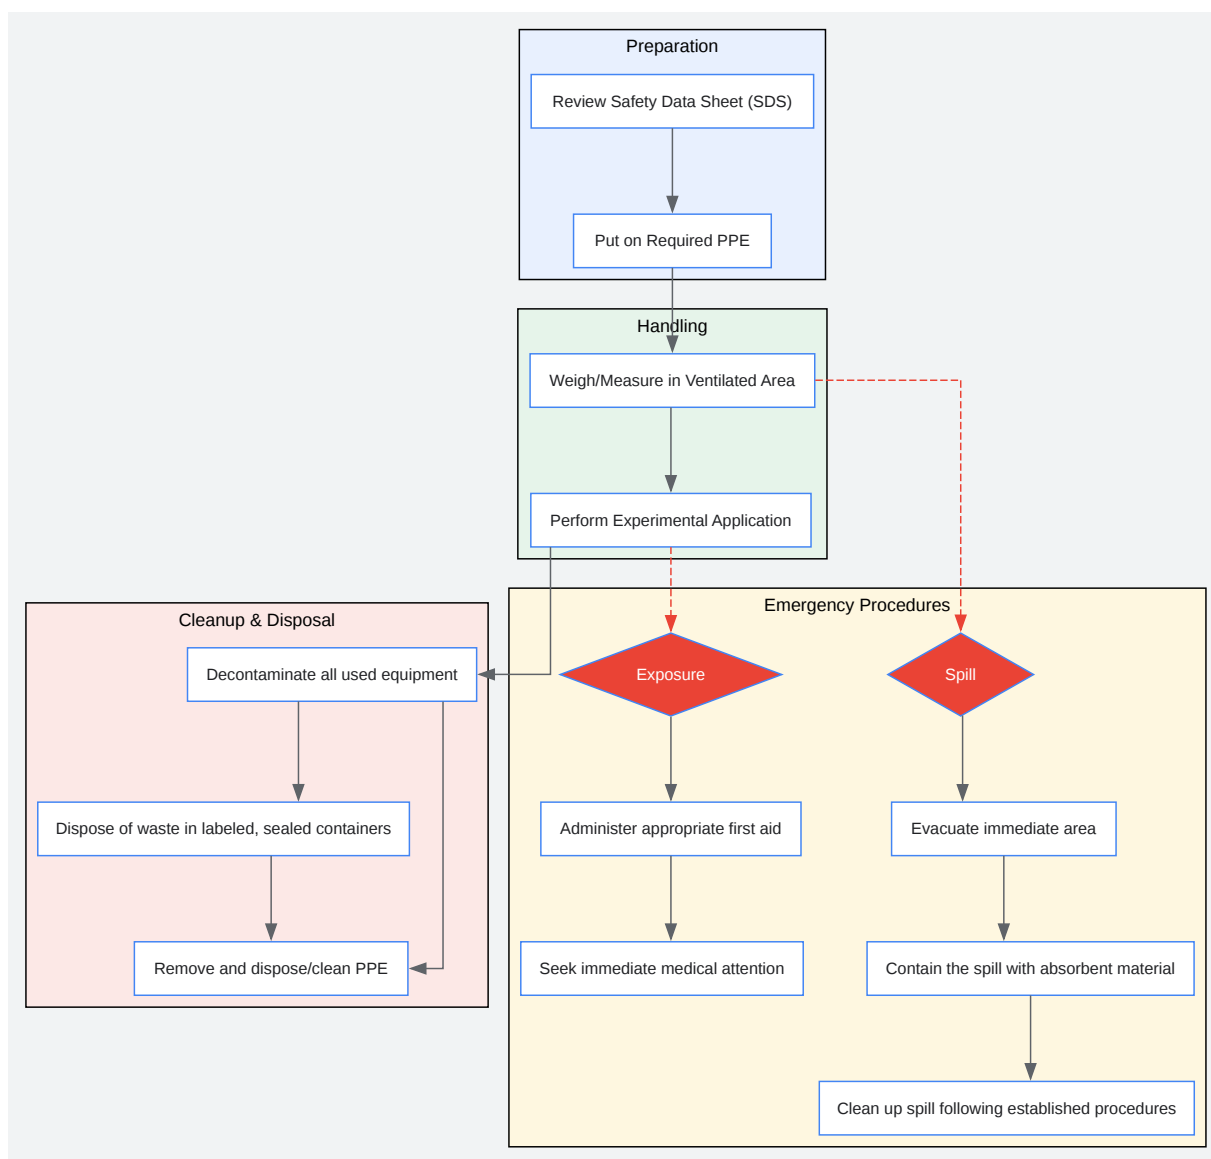 Preparation
Review Safety Data Sheet (SDS)
Put on Required PPE
Handling
Weigh/Measure in Ventilated Area
Perform Experimental Application
Cleanup & Disposal
Decontaminate all used equipment
Dispose of waste in labeled, sealed containers
Remove and dispose/clean PPE
Emergency Procedures
Exposure
Administer appropriate first aid
Seek immediate medical attention
Spill
Evacuate immediate area
Contain the spill with absorbent material
Clean up spill following established procedures